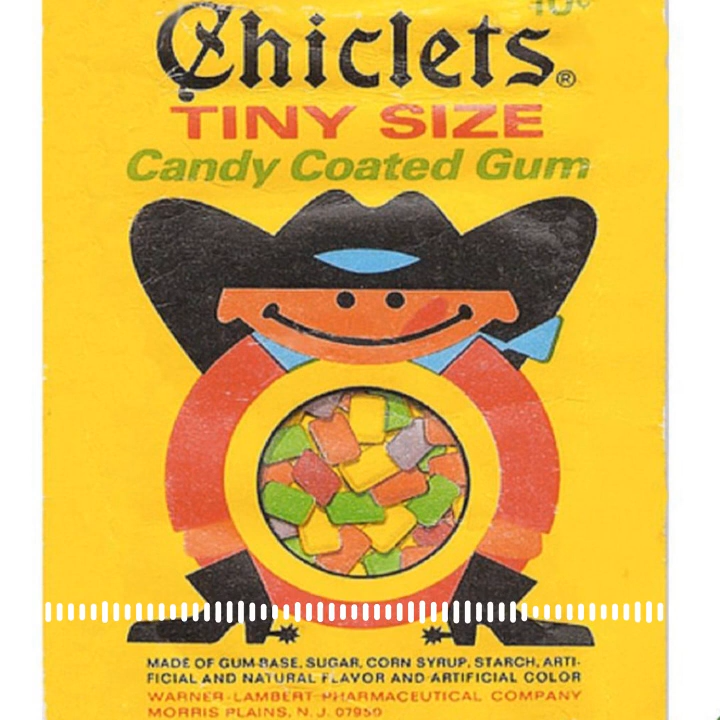 10¢
Chiclets®
TINY SIZE
Candy Coated Gum
MADE OF GUM BASE, SUGAR, CORN SYRUP, STARCH, ARTI-
FICIAL AND NATURAL FLAVOR AND ARTIFICIAL COLOR
WARNER-LAMBERT PHARMACEUTICAL COMPANY
MORRIS PLAINS, N. J. 07950